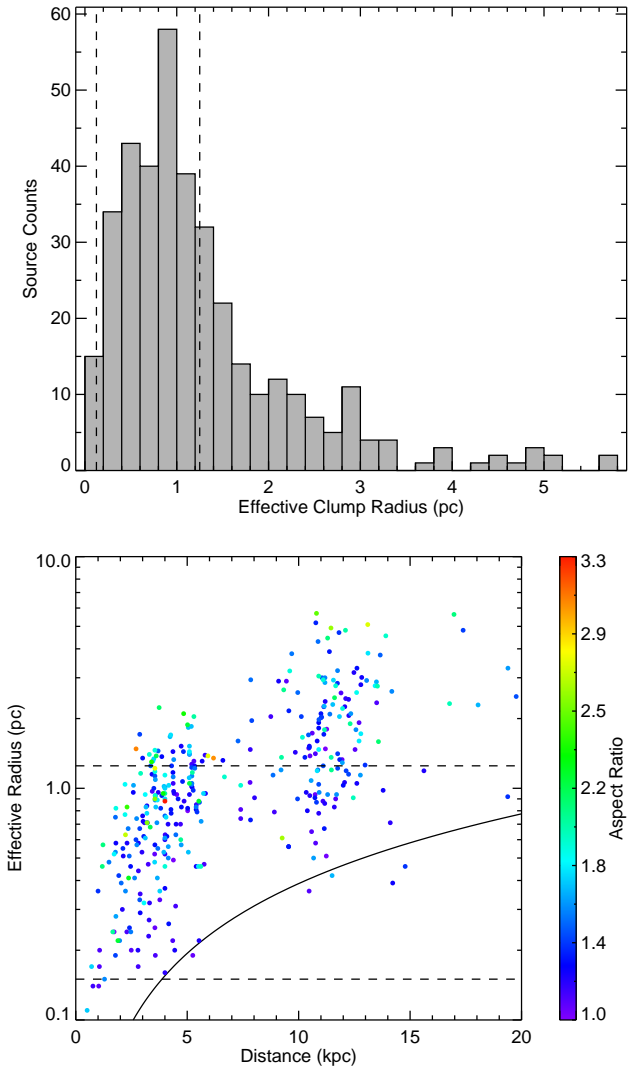 60
50
40
30
20
10
0
Source Counts
0 1 2 3 4 5
Effective Clump Radius (pc)
10.0
1.0
0.1
Effective Radius (pc)
0 5 10 15 20
Distance (kpc)
3.3
2.9
2.5
2.2
1.8
1.4
1.0
Aspect Ratio